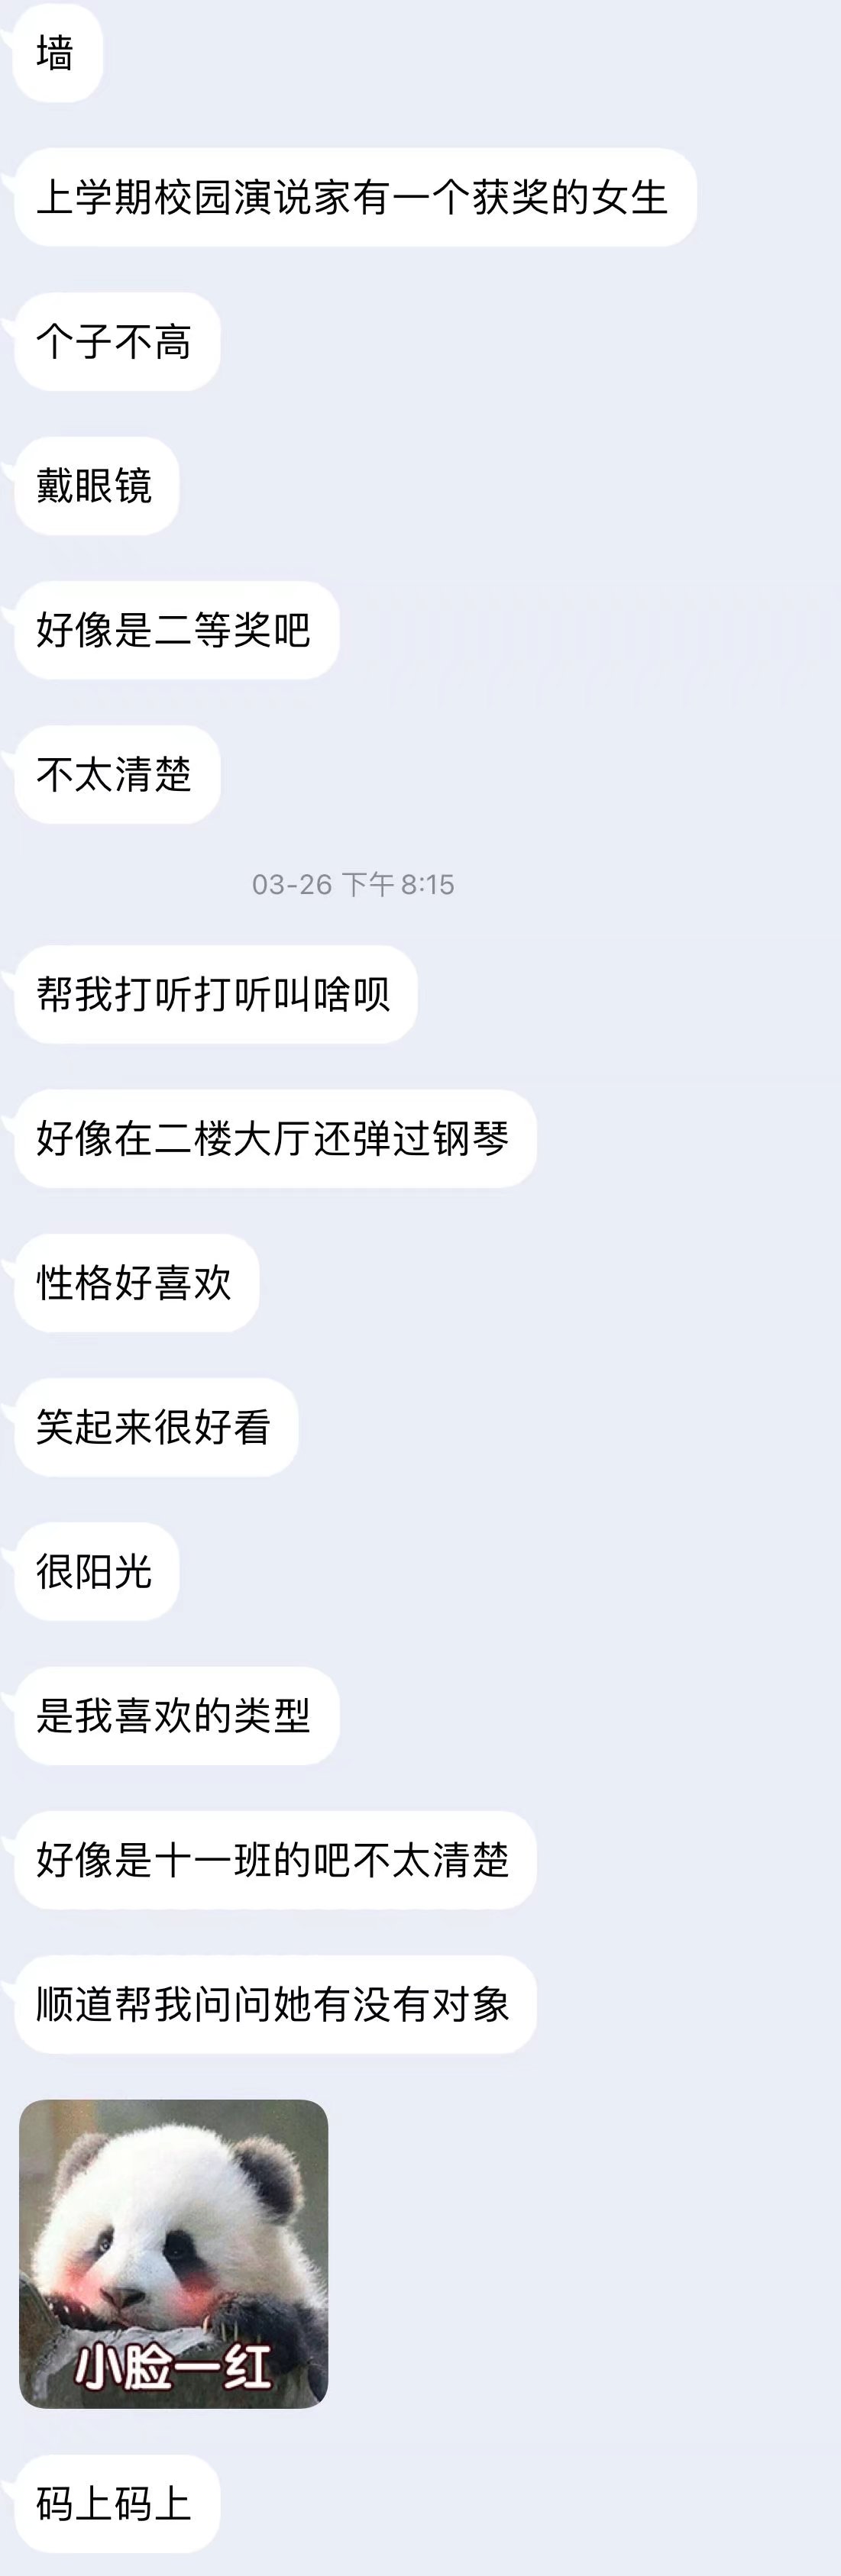 墙
上学期校园演说家有一个获奖的女生
个子不高
戴眼镜
好像是二等奖吧
不太清楚
03-26 下午 8:15
帮我打听打听叫啥呗
好像在二楼大厅还弹过钢琴
性格好喜欢
笑起来很好看
很阳光
是我喜欢的类型
好像是十一班的吧不太清楚
顺道帮我问问她有没有对象
小脸一红
码上码上